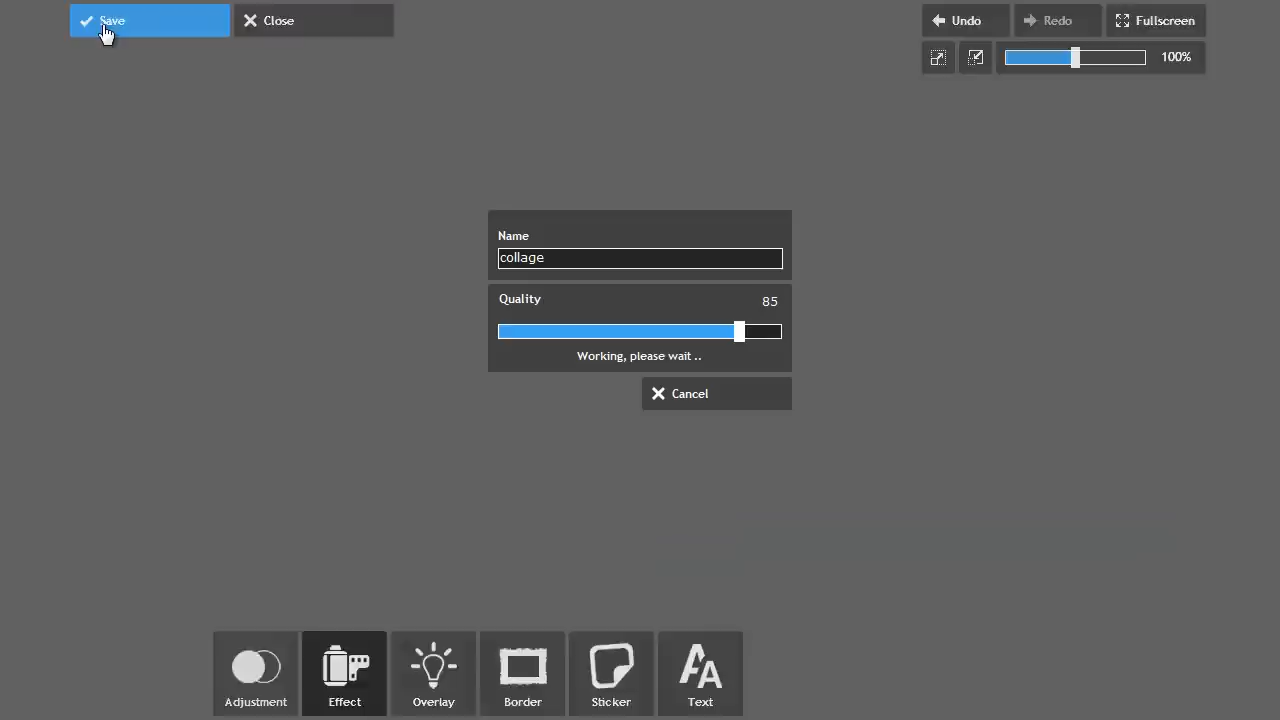 Save
Close
Undo
Redo
Fullscreen
100%
Name
collage
Quality
85
Working, please wait ..
Cancel
Adjustment
Effect
Overlay
Border
Sticker
Text